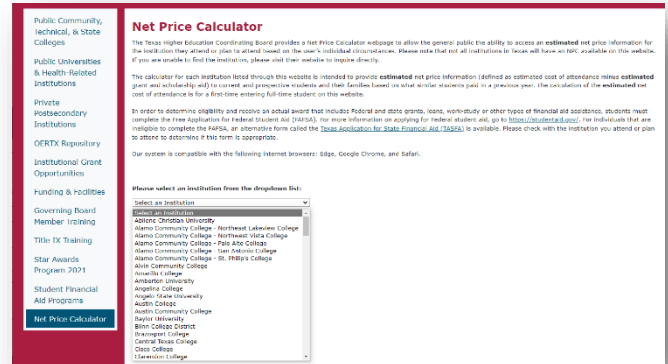 Public Community,
Technical, & State
Colleges
Public Universities
& Health-Related
Institutions
Private
Postsecondary
Institutions
OERTX Repository
Institutional Grant
Opportunities
Funding & Facilities
Governing Board
Member Training
Title IX Training
Star Awards
Program 2021
Student Financial
Aid Programs
Net Price Calculator
Net Price Calculator
The Texas Higher Education Coordinating Board provides a Net Price Calculator webpage to allow the general public the ability to access an estimated net price information for
the institution they attend or plan to attend based on the user's individual circumstances. Please note that not all institutions in Texas will have an NPC available on this website.
If you are unable to find the institution, please visit their website to inquire directly.
The calculator for each institution listed through this website is intended to provide estimated net price information (defined as estimated cost of attendance minus estimated
grant and scholarship aid) to current and prospective students and their families based on what similar students paid in a previous year. The calculation of the estimated net
cost of attendance is for a first-time entering full-time student on this website.
In order to determine eligibility and receive an actual award that includes Federal and state grants, loans, work-study or other types of financial aid assistance, students must
complete the Free Application for Federal Student Aid (FAFSA). For more information on applying for Federal student aid, go to https://studentaid.gov/. For individuals that are
ineligible to complete the FAFSA, an alternative form called the Texas Application for State Financial Aid (TASFA) is available. Please check with the institution you attend or plan
to attend to determine if this form is appropriate.
Our system is compatible with the following internet browsers: Edge, Google Chrome, and Safari.
Please select an institution from the dropdown list:
Select an Institution
Select an Institution
Abilene Christian University
Alamo Community College - Northeast Lakeview College
Alamo Community College - Northwest Vista College
Alamo Community College - Palo Alto College
Alamo Community College - San Antonio College
Alamo Community College - St. Philip's College
Alvin Community College
Amarillo College
Amberton University
Angelina College
Angelo State University
Austin College
Austin Community College
Baylor University
Blinn College District
Brazosport College
Central Texas College
Cisco College
Clarendon College